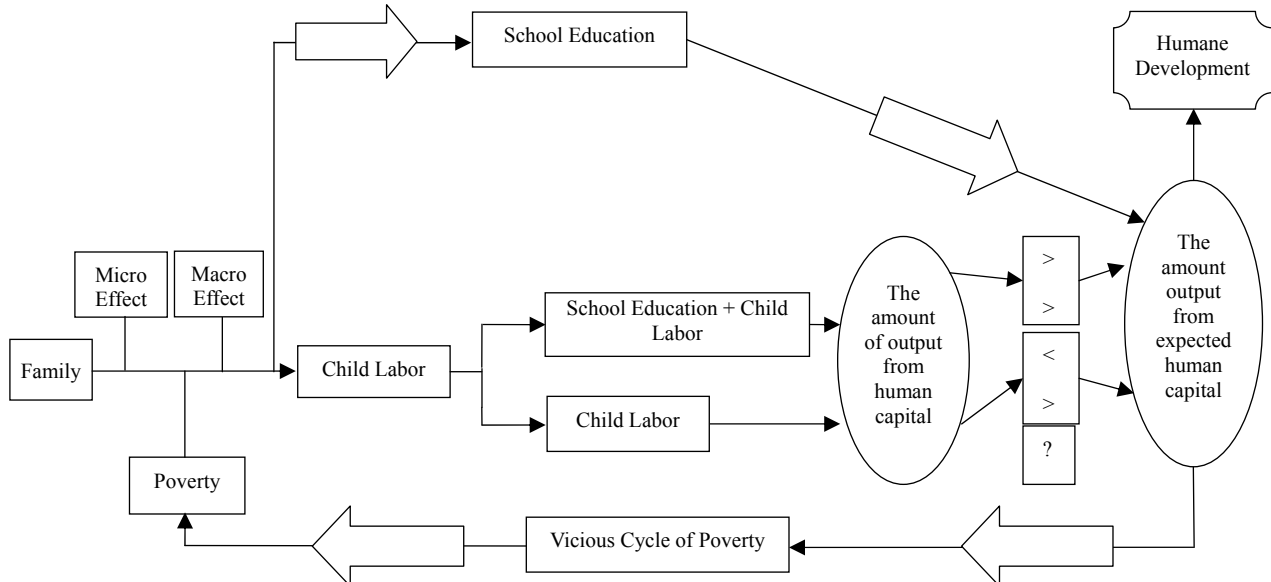 School Education
Humane
Development
Micro
Effect
Macro
Effect
Family
Child Labor
School Education + Child
Labor
Child Labor
The
amount
of output
from
human
capital
>
>
<
>
?
The
amount
output
from
expected
human
capital
Poverty
Vicious Cycle of Poverty